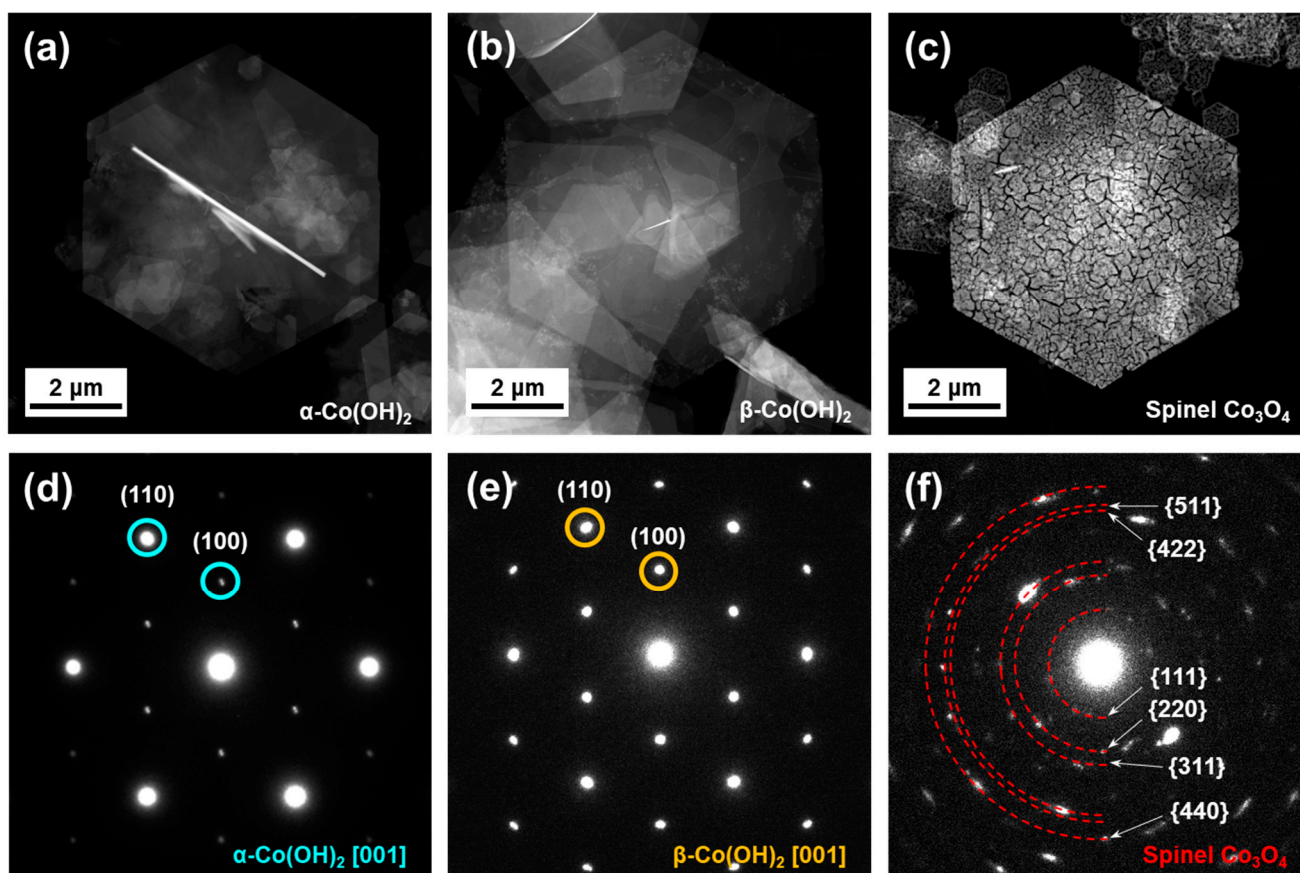 (a)
2 μm
α-Co(OH)₂
(b)
2 μm
β-Co(OH)₂
(c)
2 μm
Spinel Co₃O₄
(d)
(110)
(100)
α-Co(OH)₂ [001]
(e)
(110)
(100)
β-Co(OH)₂ [001]
(f)
{511}
{422}
{111}
{220}
{311}
{440}
Spinel Co₃O₄